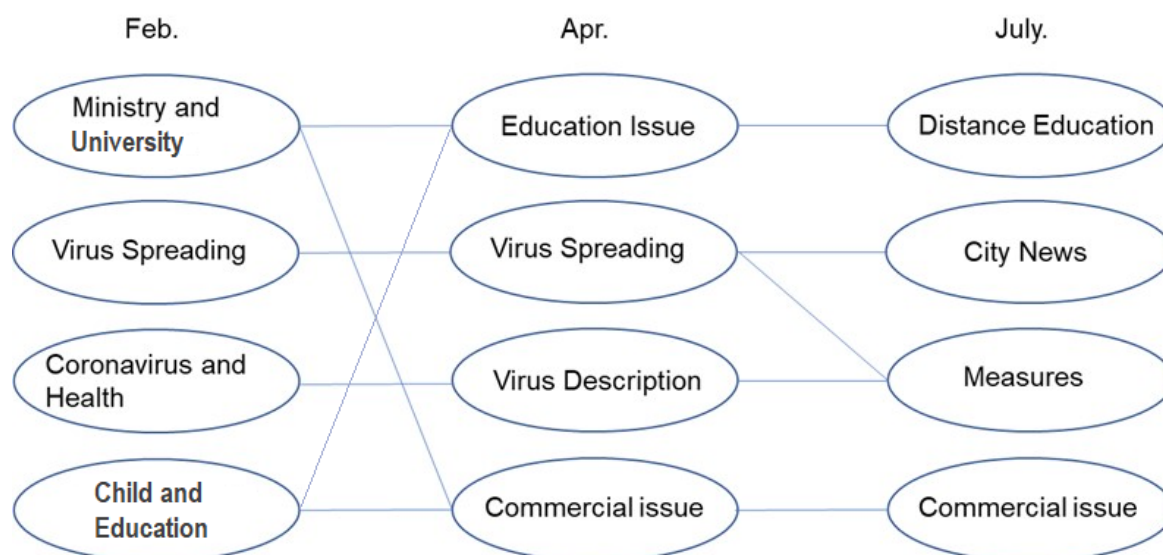 Feb.
Apr.
July.
Ministry and
University
Education Issue
Distance Education
Virus Spreading
Virus Spreading
City News
Coronavirus and
Health
Virus Description
Measures
Child and
Education
Commercial issue
Commercial issue